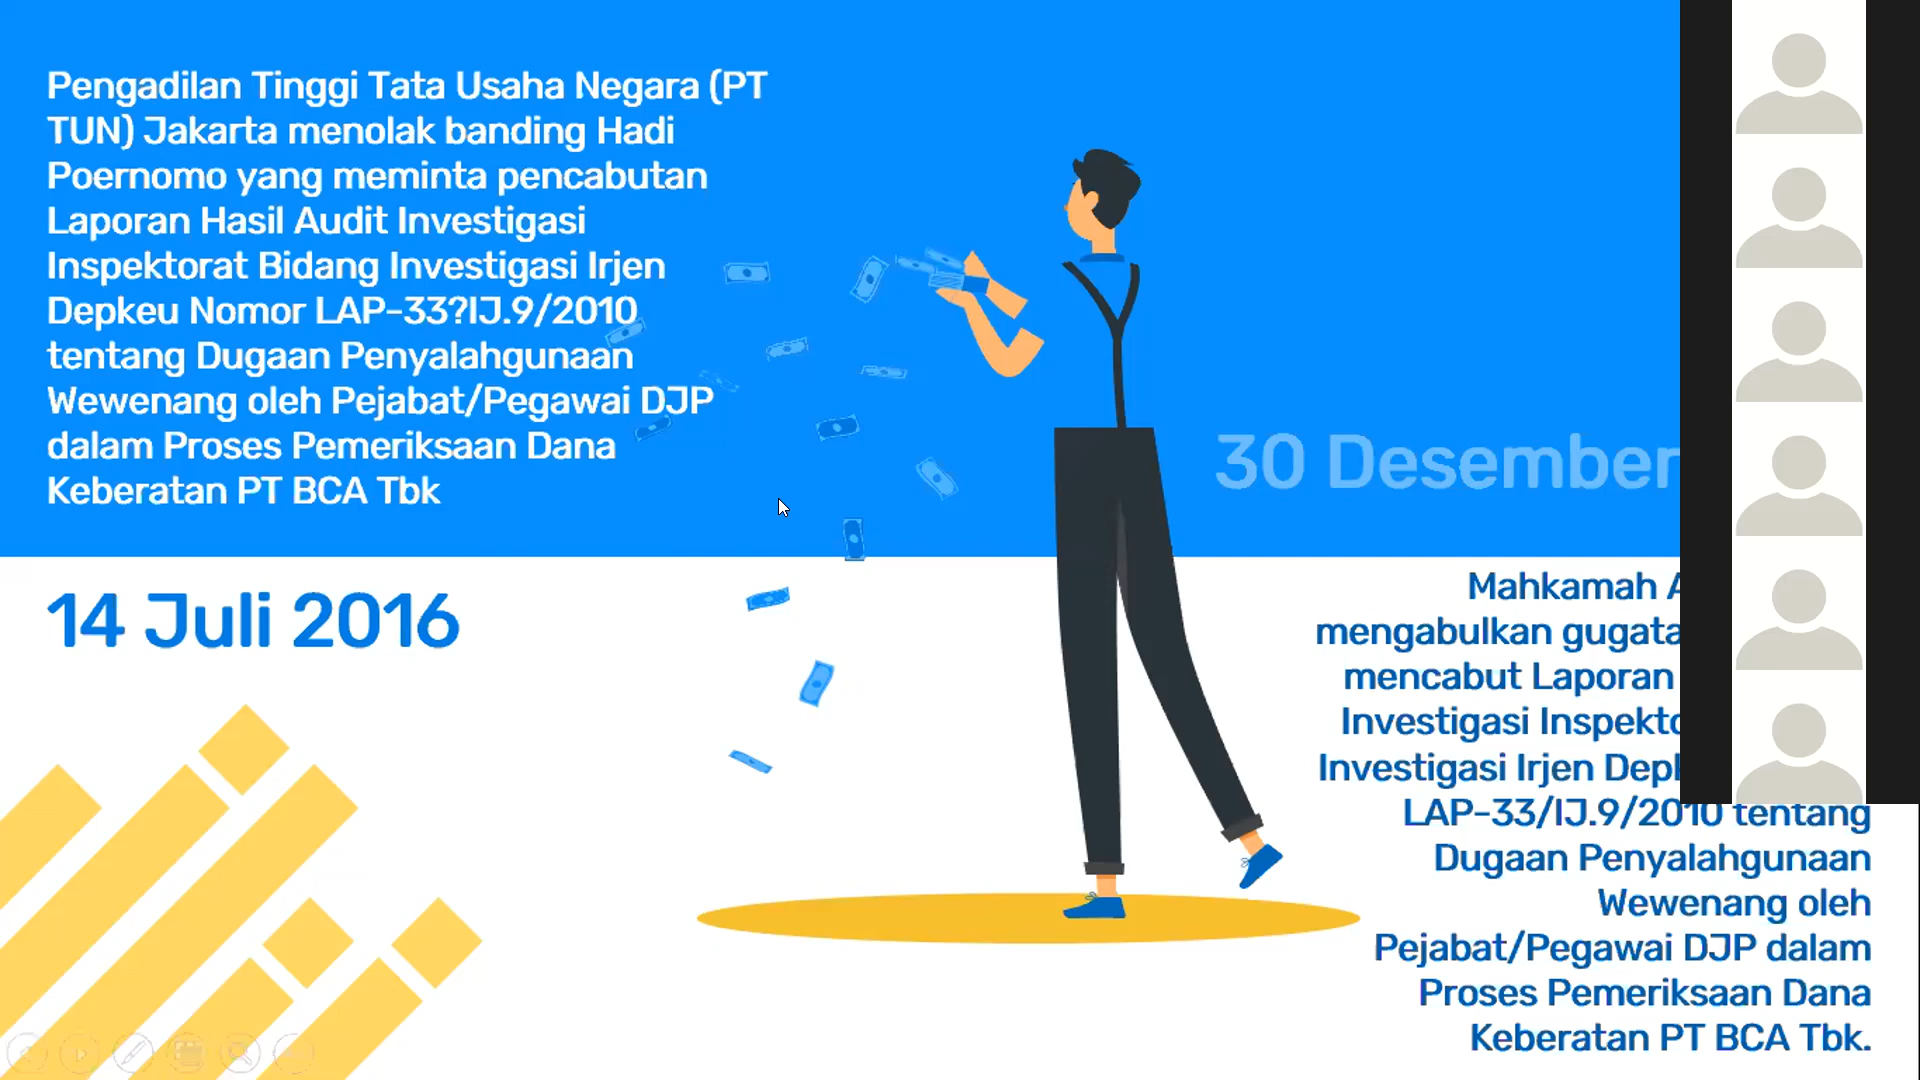 Pengadilan Tinggi Tata Usaha Negara (PT
TUN) Jakarta menolak banding Hadi
Poernomo yang meminta pencabutan
Laporan Hasil Audit Investigasi
Inspektorat Bidang Investigasi Irjen
Depkeu Nomor LAP-33?IJ.9/2010
tentang Dugaan Penyalahgunaan
Wewenang oleh Pejabat/Pegawai DJP
dalam Proses Pemeriksaan Dana
Keberatan PT BCA Tbk
14 Juli 2016
30 Desember
Mahkamah
mengabulkan
mencabut Laporan
Investigasi
Investigasi Irjen
LAP-33/IJ.9/2010 tentang
Dugaan Penyalahgunaan
Wewenang oleh
Pejabat/Pegawai DJP dalam
Proses Pemeriksaan Dana
Keberatan PT BCA Tbk.